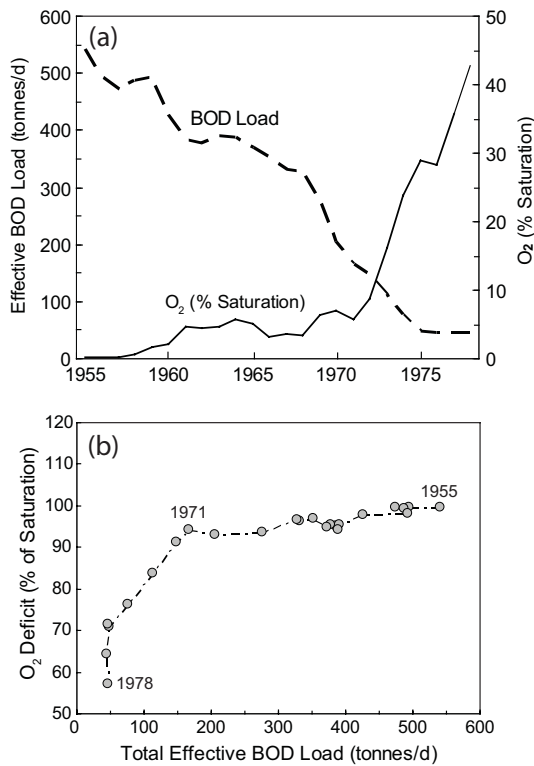 (a)
Effective BOD Load (tonnes/d)
600
500
400
300
200
100
0
BOD Load
O2 (% Saturation)
50
40
30
20
10
0
O2 (% Saturation)
1955 1960 1965 1970 1975
(b)
O2 Deficit (% of Saturation)
120
110
100
90
80
70
60
50
1955
1971
1978
0 100 200 300 400 500 600
Total Effective BOD Load (tonnes/d)